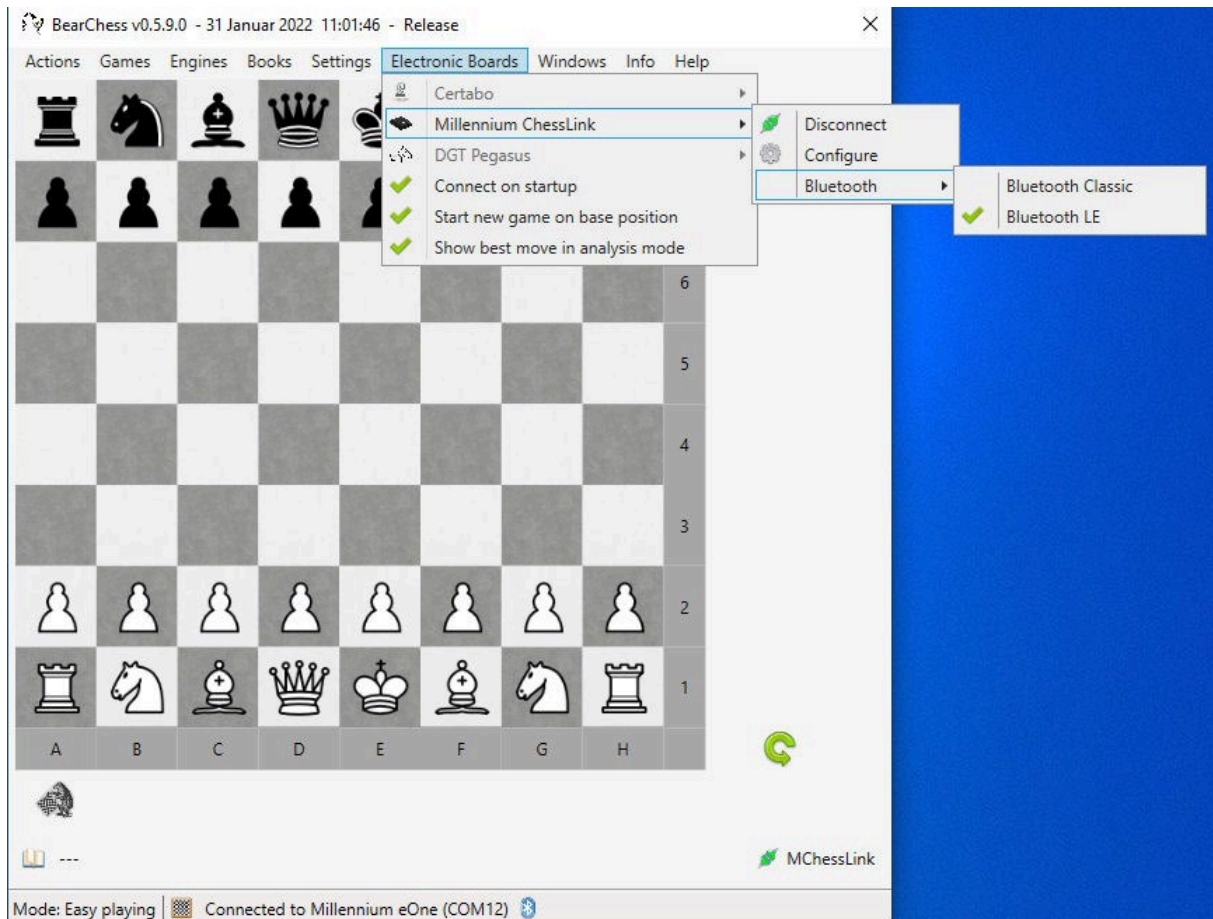 BearChess v0.5.9.0 - 31 Januar 2022 11:01:46 - Release
Actions Games Engines Books Settings Electronic Boards Windows Info Help
Certabo
Millennium ChessLink
DGT Pegasus
Connect on startup
Start new game on base position
Show best move in analysis mode
Disconnect
Configure
Bluetooth
Bluetooth Classic
Bluetooth LE
6
5
4
3
2
1
A B C D E F G H
---
MChessLink
Mode: Easy playing Connected to Millennium eOne (COM12)